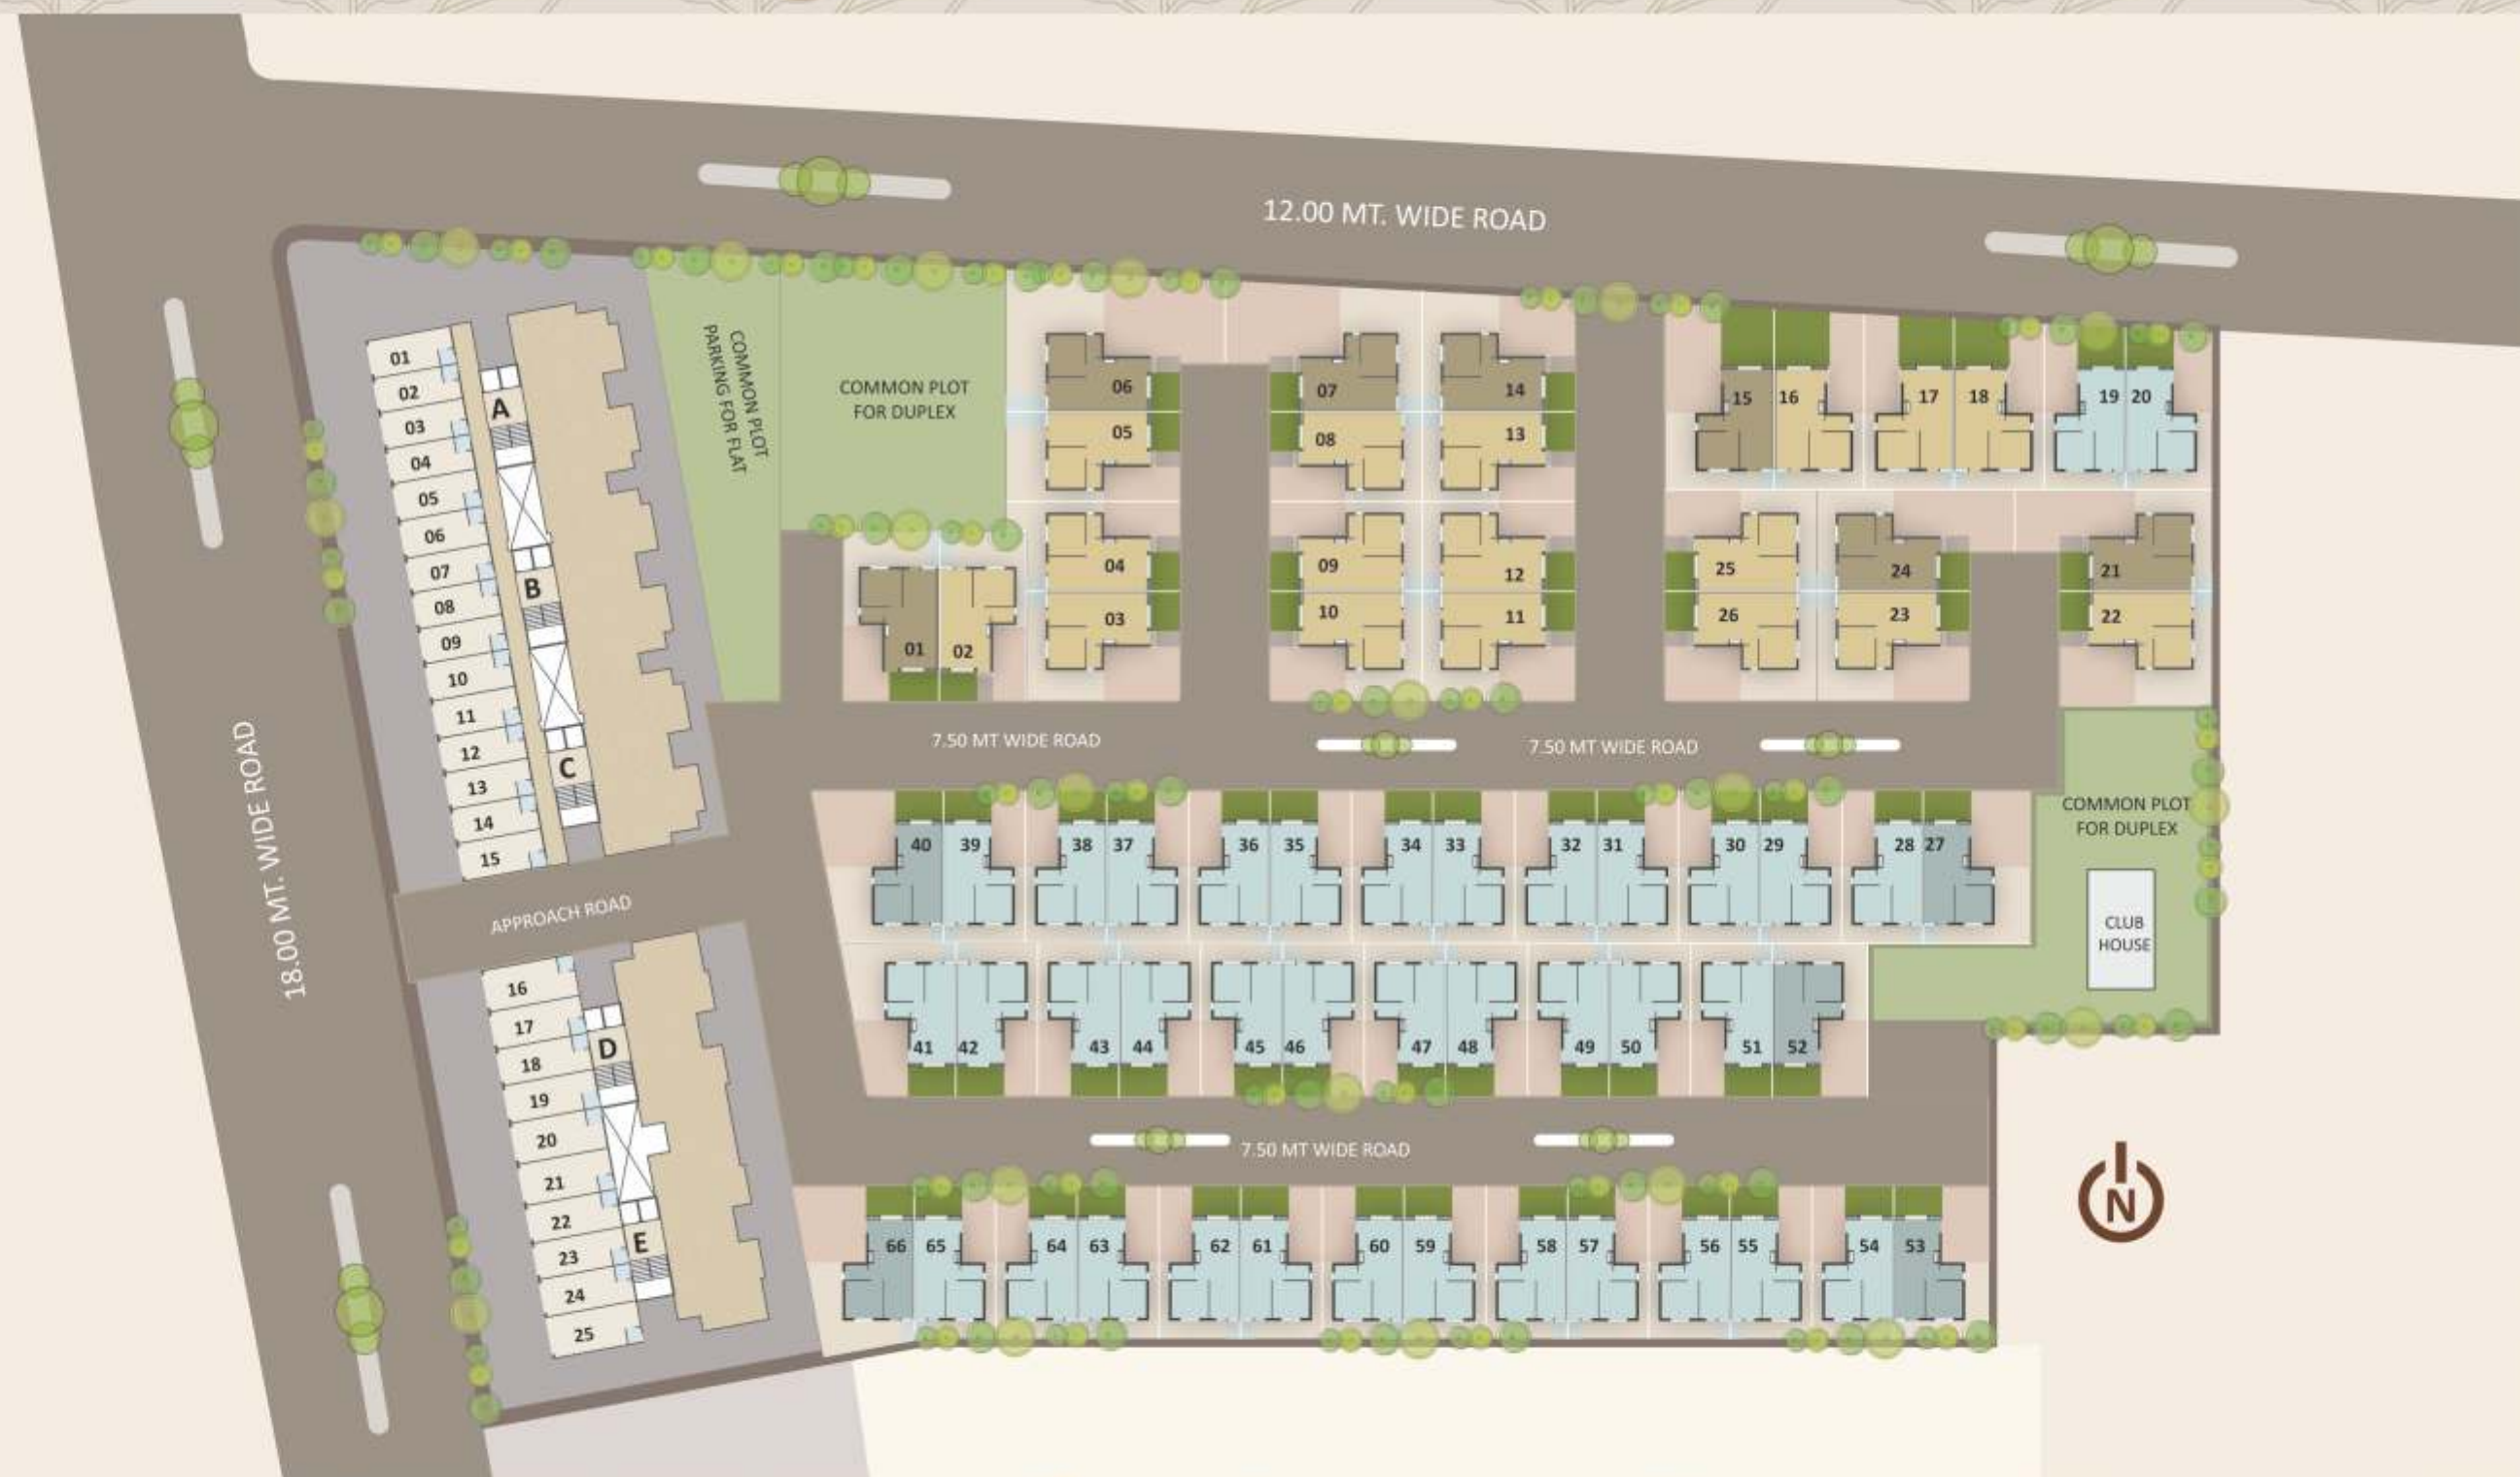 12.00 MT. WIDE ROAD
18.00 MT. WIDE ROAD
01
02
03
04
05
06
07
08
09
10
11
12
13
14
15
A
B
C
APPROACH ROAD
16
17
18
19
20
21
22
23
24
25
D
E
COMMON PLOT
PARKING FOR FLAT
COMMON PLOT
FOR DUPLEX
06
05
04
03
01 02
07
08
09
10
14
13
12
11
15 16 17 18 19 20
25
26
24
23
21
22
7.50 MT WIDE ROAD
7.50 MT WIDE ROAD
40 39 38 37 36 35 34 33 32 31 30 29 28 27
41 42 43 44 45 46 47 48 49 50 51 52
COMMON PLOT
FOR DUPLEX
CLUB
HOUSE
7.50 MT WIDE ROAD
66 65 64 63 62 61 60 59 58 57 56 55 54 53
N